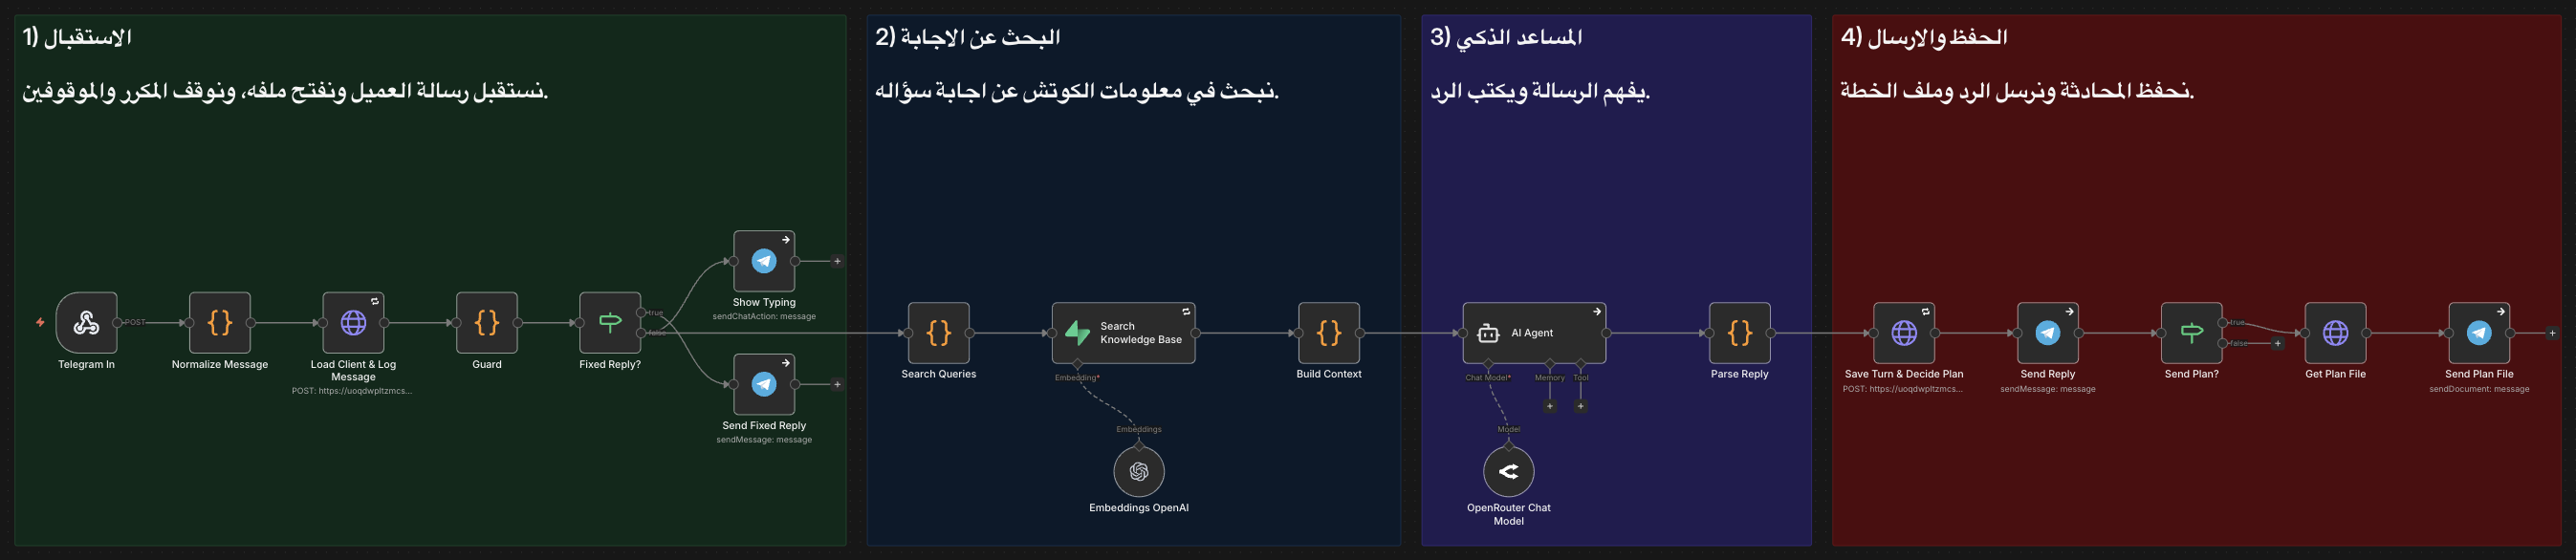 1) الاستقبال
نستقبل رسالة العميل ونفتح ملفه، ونوقف المكرر والموقوفين.
Telegram In
POST
Normalize Message
Load Client & Log
Message
POST: https://uoqdwpltzmcs...
Guard
Fixed Reply?
true
false
Show Typing
sendChatAction: message
Send Fixed Reply
sendMessage: message
2) البحث عن الاجابة
نبحث في معلومات الكوتش عن اجابة سؤاله.
Search Queries
Search
Knowledge Base
Embedding*
Embeddings
Embeddings OpenAI
Build Context
3) المساعد الذكي
يفهم الرسالة ويكتب الرد.
AI Agent
Chat Model*
Memory
Tool
Model
OpenRouter Chat
Model
Parse Reply
4) الحفظ والارسال
نحفظ المحادثة ونرسل الرد وملف الخطة.
Save Turn & Decide Plan
POST: https://uoqdwpltzmcs...
Send Reply
sendMessage: message
Send Plan?
true
false
Get Plan File
Send Plan File
sendDocument: message